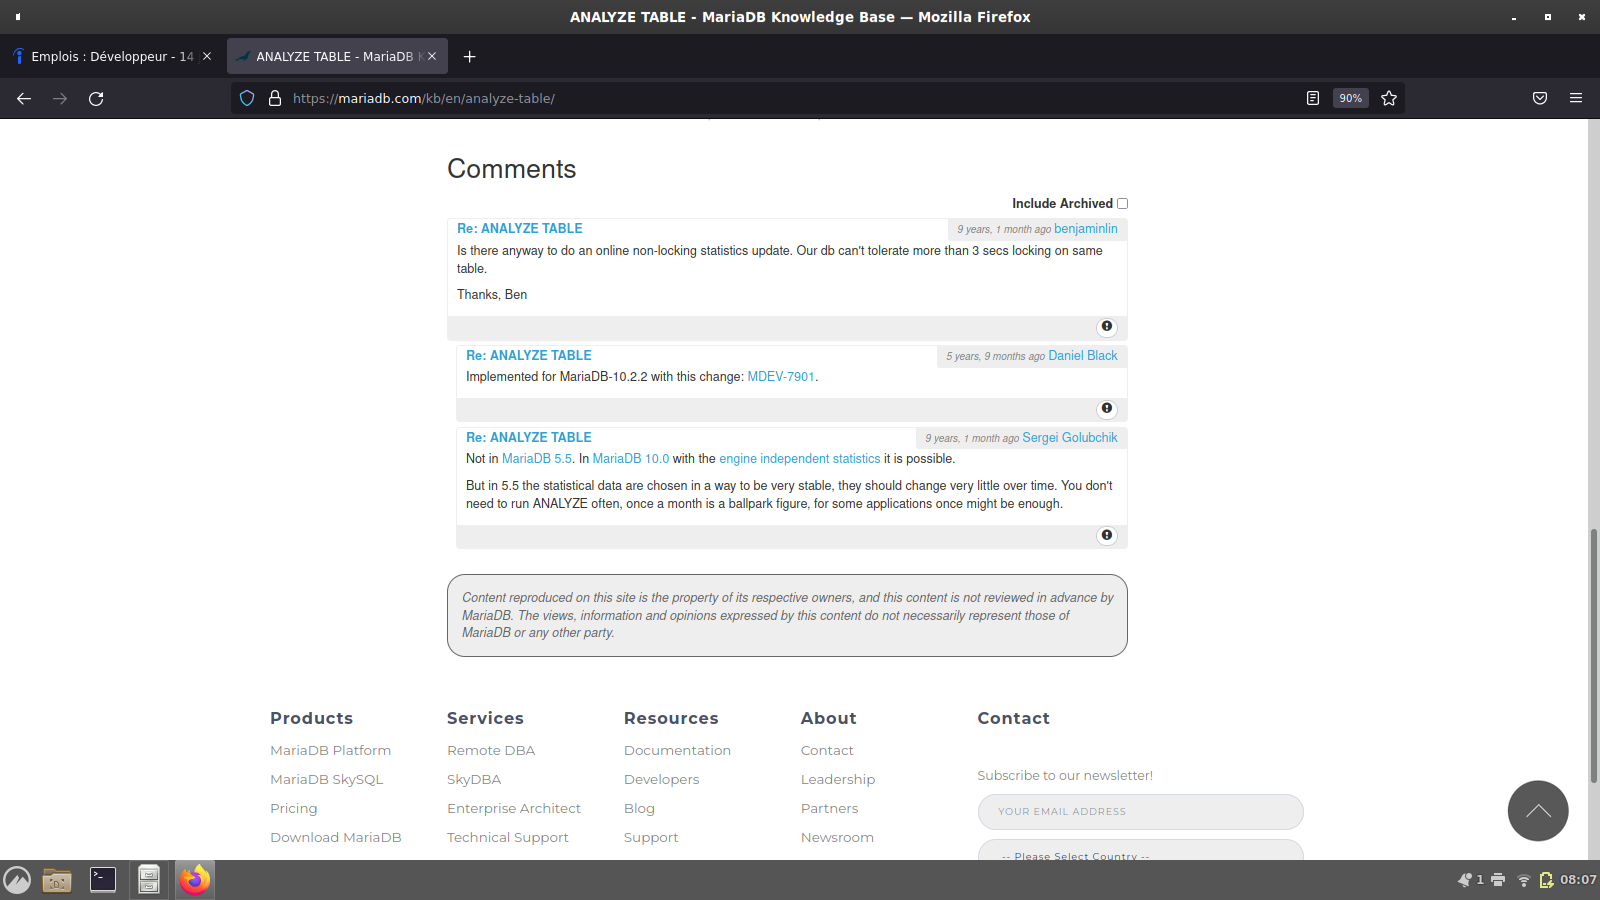 ANALYZE TABLE - MariaDB Knowledge Base — Mozilla Firefox
Emplois : Développeur - 14
ANALYZE TABLE - MariaDB K
https://mariadb.com/kb/en/analyze-table/
90%
Comments
Include Archived
Re: ANALYZE TABLE
9 years, 1 month ago benjaminlin
Is there anyway to do an online non-locking statistics update. Our db can't tolerate more than 3 secs locking on same
table.
Thanks, Ben
Re: ANALYZE TABLE
5 years, 9 months ago Daniel Black
Implemented for MariaDB-10.2.2 with this change: MDEV-7901.
Re: ANALYZE TABLE
9 years, 1 month ago Sergei Golubchik
Not in MariaDB 5.5. In MariaDB 10.0 with the engine independent statistics it is possible.
But in 5.5 the statistical data are chosen in a way to be very stable, they should change very little over time. You don't
need to run ANALYZE often, once a month is a ballpark figure, for some applications once might be enough.
Content reproduced on this site is the property of its respective owners, and this content is not reviewed in advance by
MariaDB. The views, information and opinions expressed by this content do not necessarily represent those of
MariaDB or any other party.
Products
MariaDB Platform
MariaDB SkySQL
Pricing
Download MariaDB
Services
Remote DBA
SkyDBA
Enterprise Architect
Technical Support
Resources
Documentation
Developers
Blog
Support
About
Contact
Leadership
Partners
Newsroom
Contact
Subscribe to our newsletter!
YOUR EMAIL ADDRESS
-- Please Select Country --
1
08:07